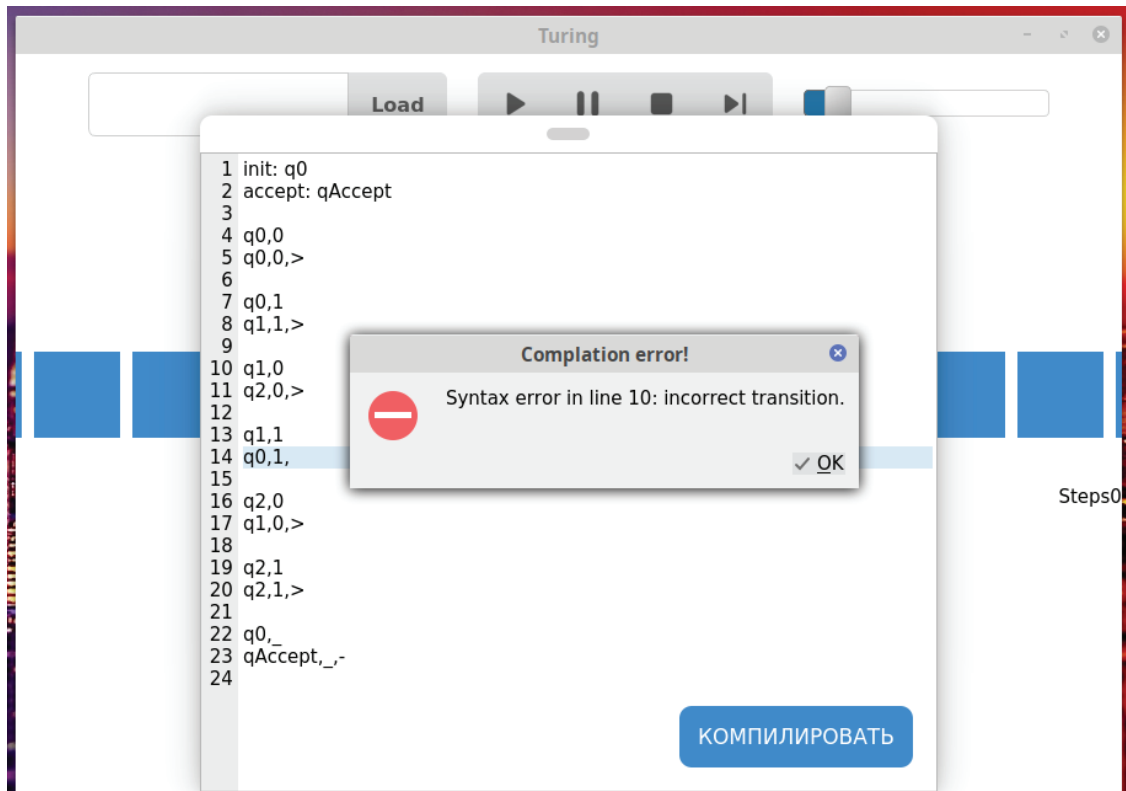 Turing
Load
1 init: q0
2 accept: qAccept
3
4 q0,0
5 q0,0,>
6
7 q0,1
8 q1,1,>
9
10 q1,0
11 q2,0,>
12
13 q1,1
14 q0,1,
15
16 q2,0
17 q1,0,>
18
19 q2,1
20 q2,1,>
21
22 q0,_
23 qAccept,_,-
24
Complation error!
Syntax error in line 10: incorrect transition.
OK
Steps0
КОМПИЛИРОВАТЬ